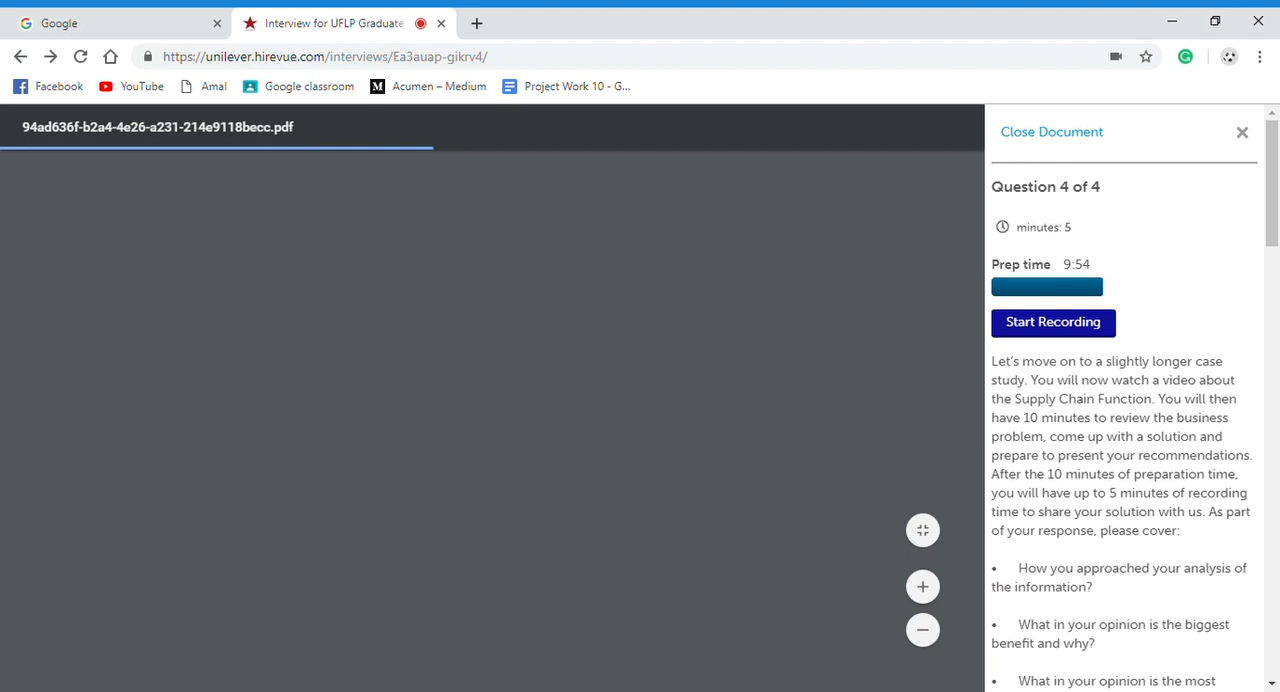 Google
Interview for UFLP Graduate
https://unilever.hirevue.com/interviews/Ea3auap-gikrv4/
Facebook YouTube Amal Google classroom M Acumen – Medium Project Work 10 - G...
94ad636f-b2a4-4e26-a231-214e9118becc.pdf
Close Document
Question 4 of 4
minutes: 5
Prep time 9:54
Start Recording
Let's move on to a slightly longer case
study. You will now watch a video about
the Supply Chain Function. You will then
have 10 minutes to review the business
problem, come up with a solution and
prepare to present your recommendations.
After the 10 minutes of preparation time,
you will have up to 5 minutes of recording
time to share your solution with us. As part
of your response, please cover:
• How you approached your analysis of
the information?
• What in your opinion is the biggest
benefit and why?
• What in your opinion is the most